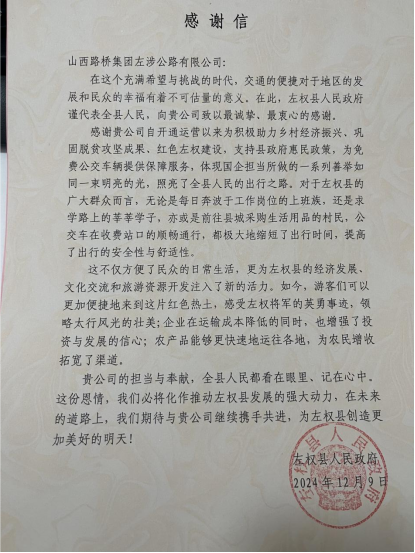 感谢信
山西路桥集团左涉公路有限公司:
在这个充满希望与挑战的时代，交通的便捷对于地区的发
展和民众的幸福有着不可估量的意义。在此，左权县人民政府
谨代表全县人民，向贵公司致以最诚挚、最衷心的感谢。
感谢贵公司自开通运营以来为积极助力乡村经济振兴、巩
固脱贫攻坚成果、红色左权建设，支持县政府惠民政策，为免
费公交车辆提供保障服务，体现国企担当所做的一系列善举如
同一束明亮的光，照亮了全县人民的出行之路。对于左权县的
广大群众而言，无论是每日奔波于工作岗位的上班族，还是求
学路上的莘莘学子，亦或是前往县城采购生活用品的村民，公
交车在收费站口的顺畅通行，都极大地缩短了出行时间，提高
了出行的安全性与舒适性。
这不仅方便了民众的日常生活，更为左权县的经济发展、
文化交流和旅游资源开发注入了新的活力。如今，游客们可以
更加便捷地来到这片红色热土，感受左权将军的英勇事迹，领
略太行风光的壮美;企业在运输成本降低的同时，也增强了投
资与发展的信心；农产品能够更快速地运往各地，为农民增收
拓宽了渠道。
贵公司的担当与奉献，全县人民都看在眼里、记在心中。
这份恩情，我们必将化作推动左权县发展的强大动力，在未来
的道路上，我们期待与贵公司继续携手共进，为左权县创造更
加美好的明天!
左权县人民政府
2024年12月9日
左权县人民政府